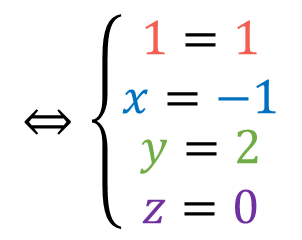 1 = 1
⇔ { x = −1
y = 2
z = 0